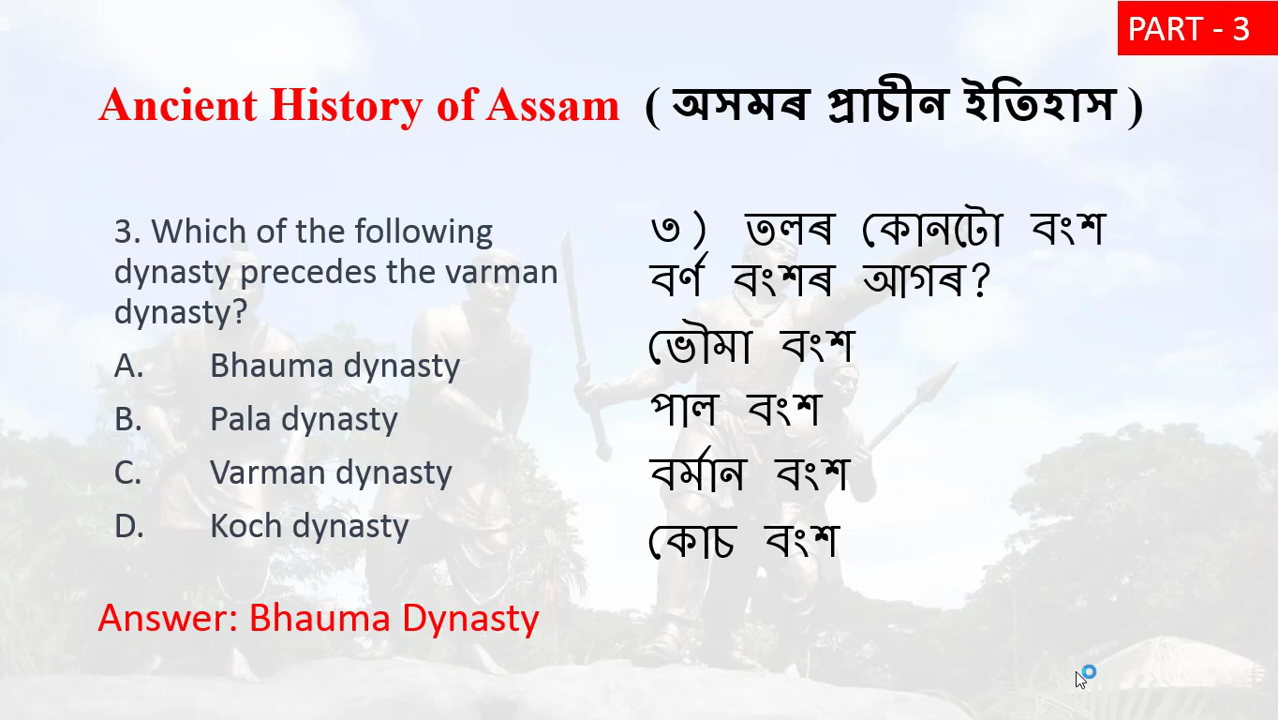 PART - 3
Ancient History of Assam ( অসমৰ প্ৰাচীন ইতিহাস )
3. Which of the following
dynasty precedes the varman
dynasty?
A. Bhauma dynasty
B. Pala dynasty
C. Varman dynasty
D. Koch dynasty
Answer: Bhauma Dynasty
৩) তলৰ কোনটো বংশ
বৰ্ণ বংশৰ আগৰ?
ভৌমা বংশ
পাল বংশ
বৰ্মান বংশ
কোচ বংশ